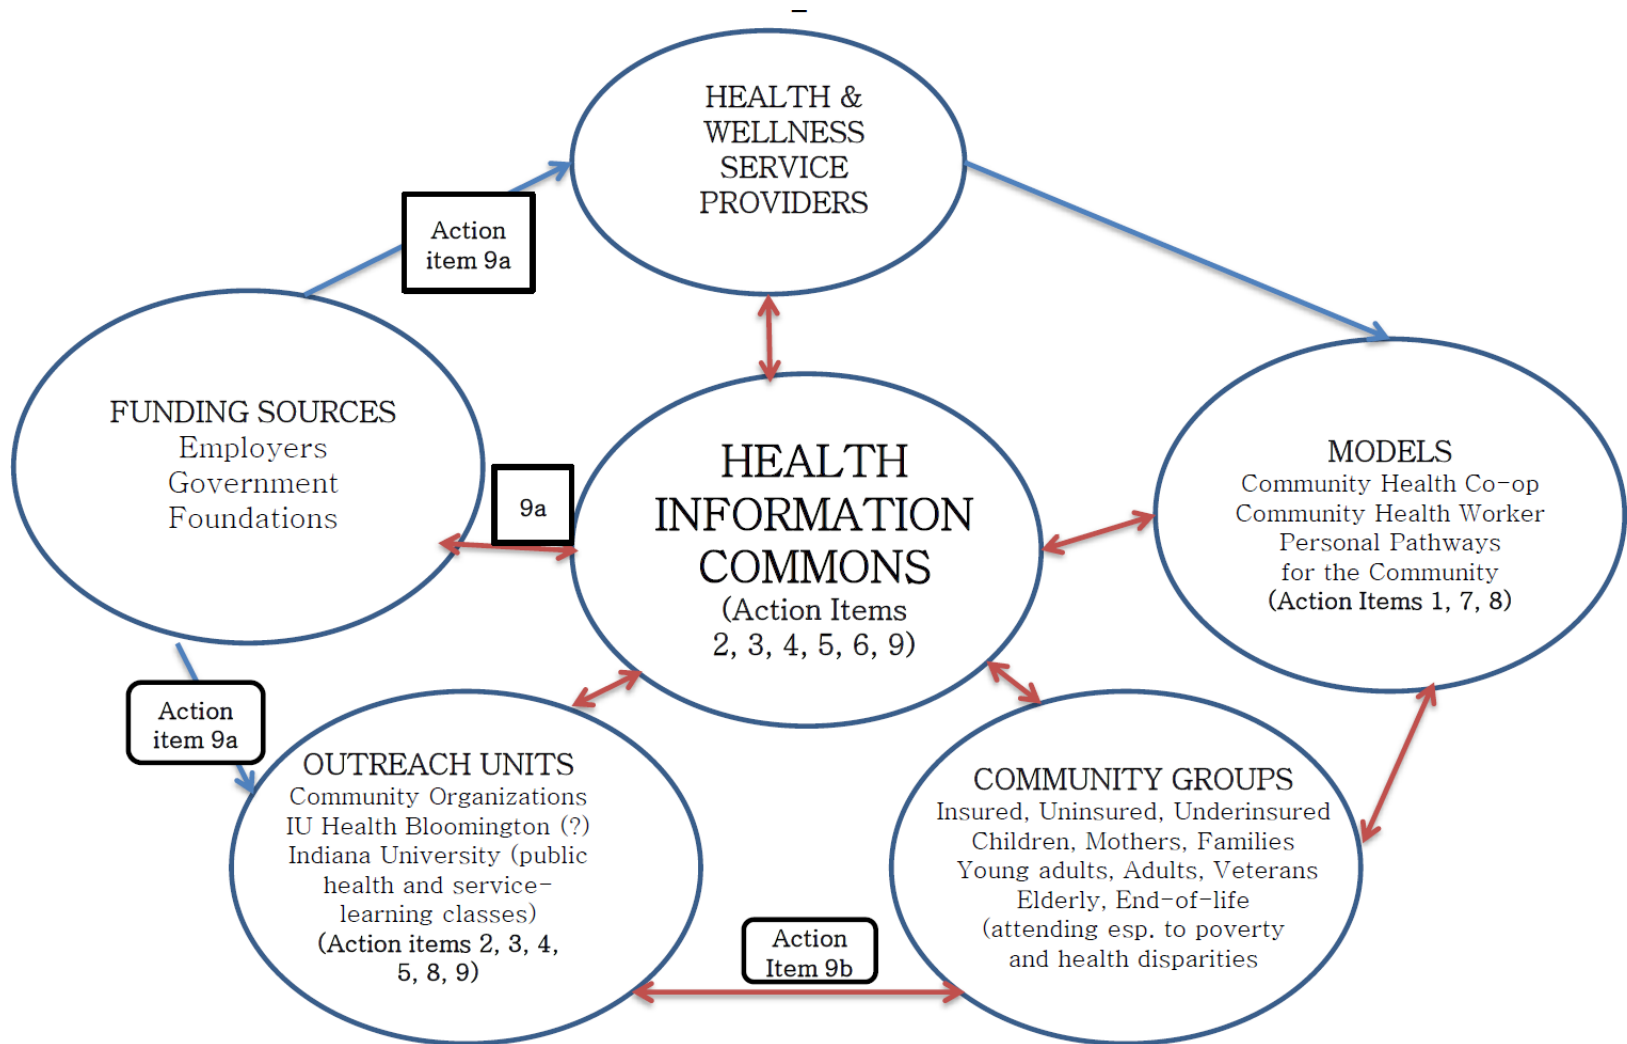 HEALTH &
WELLNESS
SERVICE
PROVIDERS
Action
item 9a
FUNDING SOURCES
Employers
Government
Foundations
9a
HEALTH
INFORMATION
COMMONS
(Action Items
2, 3, 4, 5, 6, 9)
MODELS
Community Health Co-op
Community Health Worker
Personal Pathways
for the Community
(Action Items 1, 7, 8)
Action
item 9a
OUTREACH UNITS
Community Organizations
IU Health Bloomington (?)
Indiana University (public
health and service-
learning classes)
(Action items 2, 3, 4,
5, 8, 9)
Action
Item 9b
COMMUNITY GROUPS
Insured, Uninsured, Underinsured
Children, Mothers, Families
Young adults, Adults, Veterans
Elderly, End-of-life
(attending esp. to poverty
and health disparities